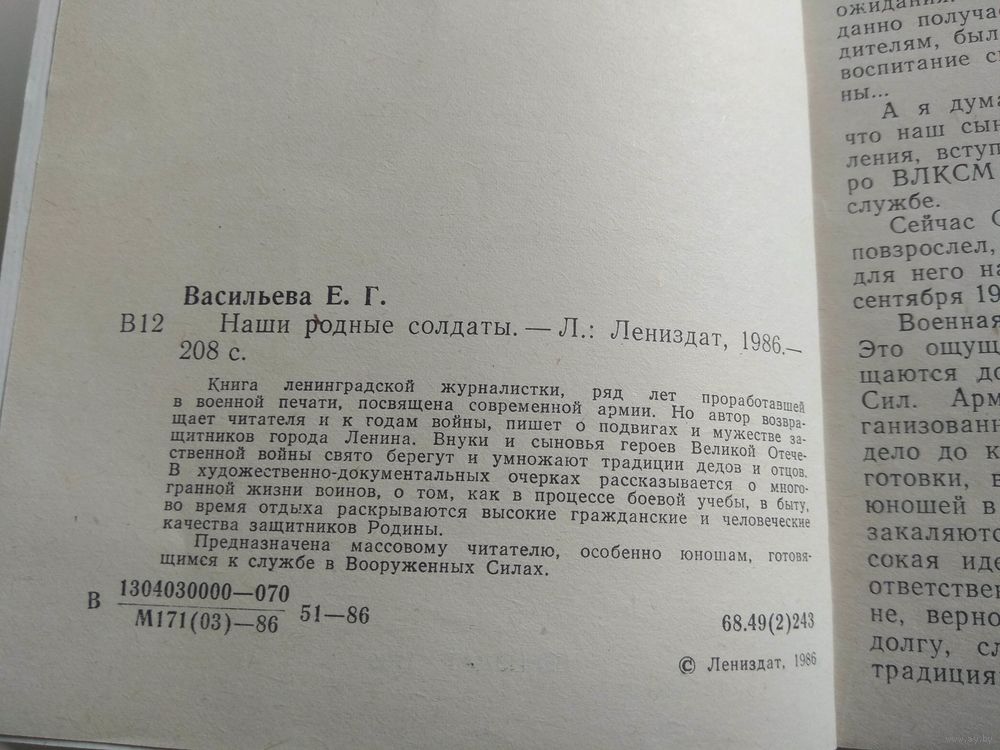 Васильева Е. Г.
В12 Наши родные солдаты. — Л.: Лениздат, 1986.—
208 с.
Книга ленинградской журналистки, ряд лет проработавшей
в военной печати, посвящена современной армии. Но автор возвра-
щает читателя и к годам войны, пишет о подвигах и мужестве за-
щитников города Ленина. Внуки и сыновья героев Великой Отече-
ственной войны свято берегут и умножают традиции дедов и отцов.
В художественно-документальных очерках рассказывается о много-
гранной жизни воинов, о том, как в процессе боевой учебы, в быту,
во время отдыха раскрываются высокие гражданские и человеческие
качества защитников Родины.
Предназначена массовому читателю, особенно юношам, готовя-
щимся к службе в Вооруженных Силах.
В 1304030000—070
М171(03)—86 51—86
68.49(2)243
© Лениздат, 1986
ожидания.
данно получа
дителям, был
воспитание с
ны...
А я дума
что наш сын
ления, вступ
ро ВЛКСМ
службе.
Сейчас С
повзрослел,
для него на
сентября 19
Военная
Это ощущ
щаются до
Сил. Арм
ганизованн
дело до к
готовки, в
юношей в
закаляютс
сокая иде
ответствен
не, верно
долгу, сл
традиция
www.ay.by